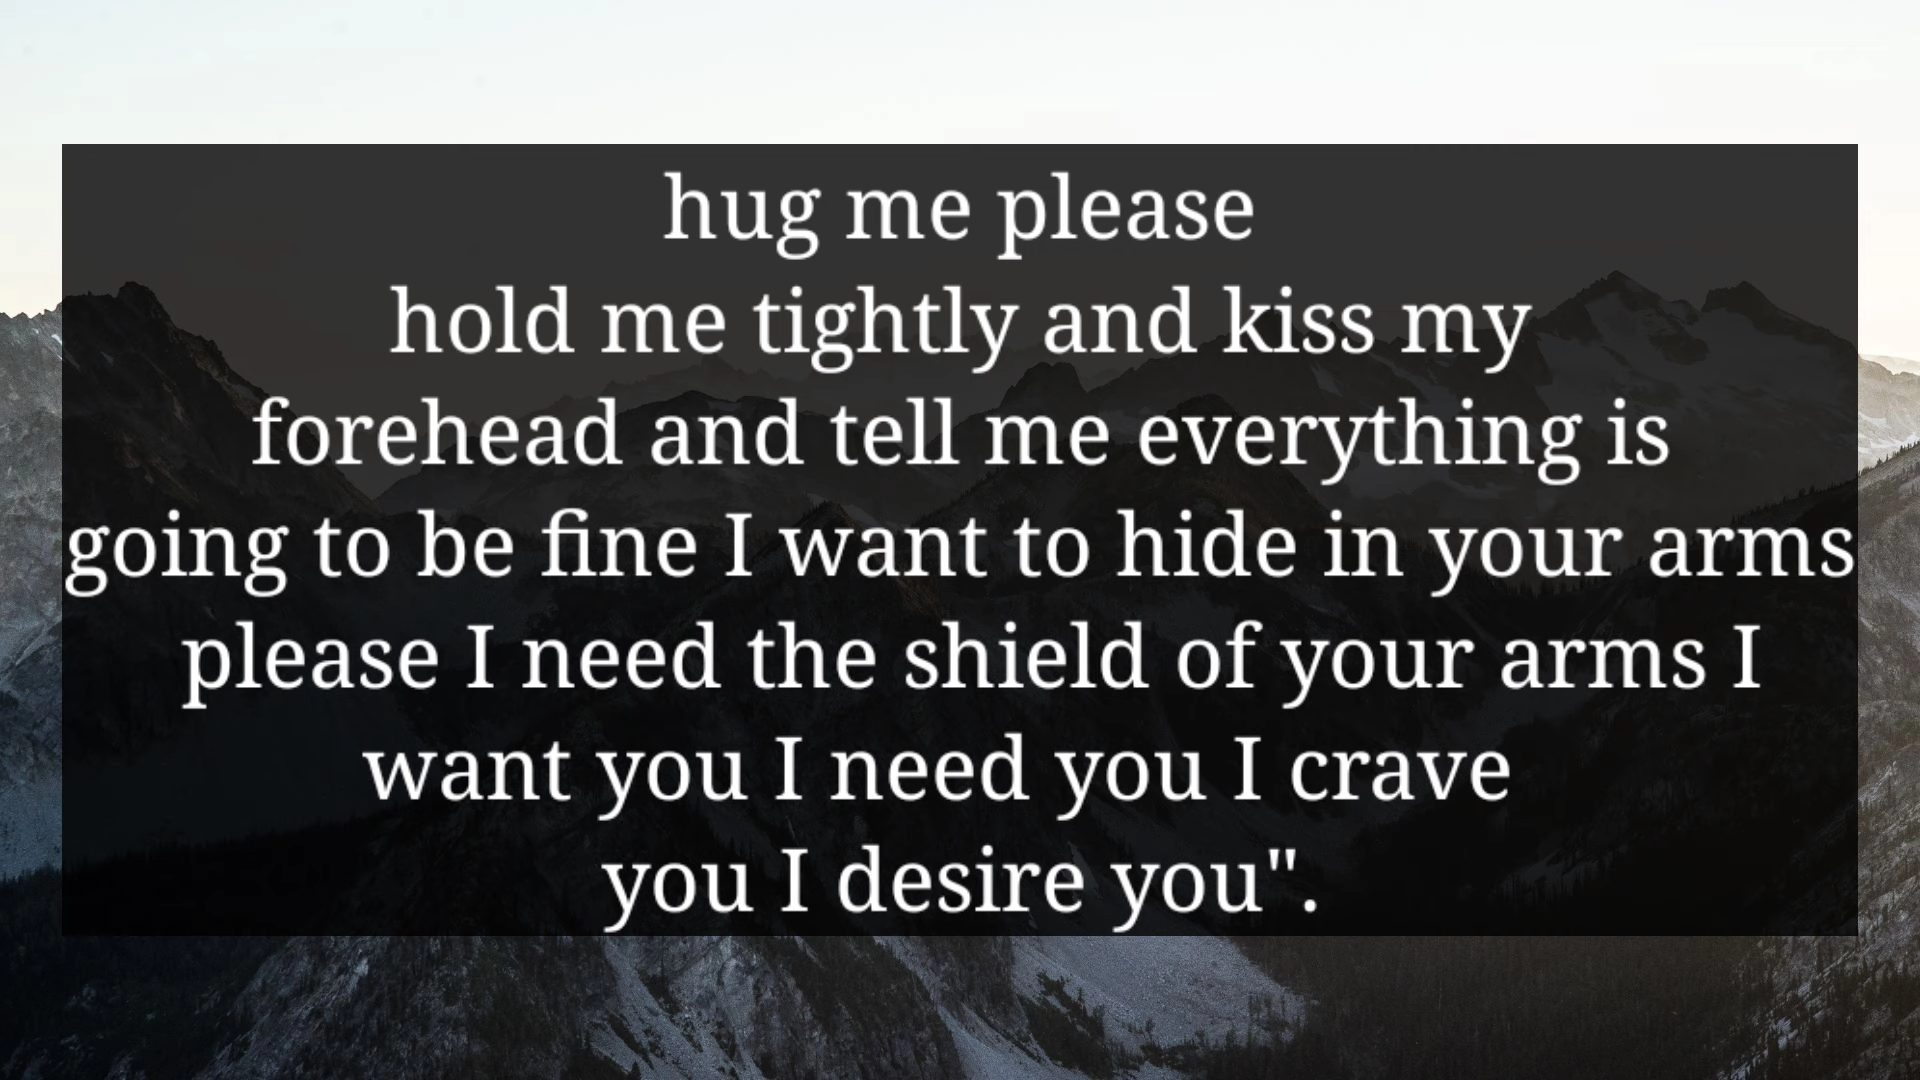 hug me please
hold me tightly and kiss my
forehead and tell me everything is
going to be fine I want to hide in your arms
please I need the shield of your arms I
want you I need you I crave
you I desire you".